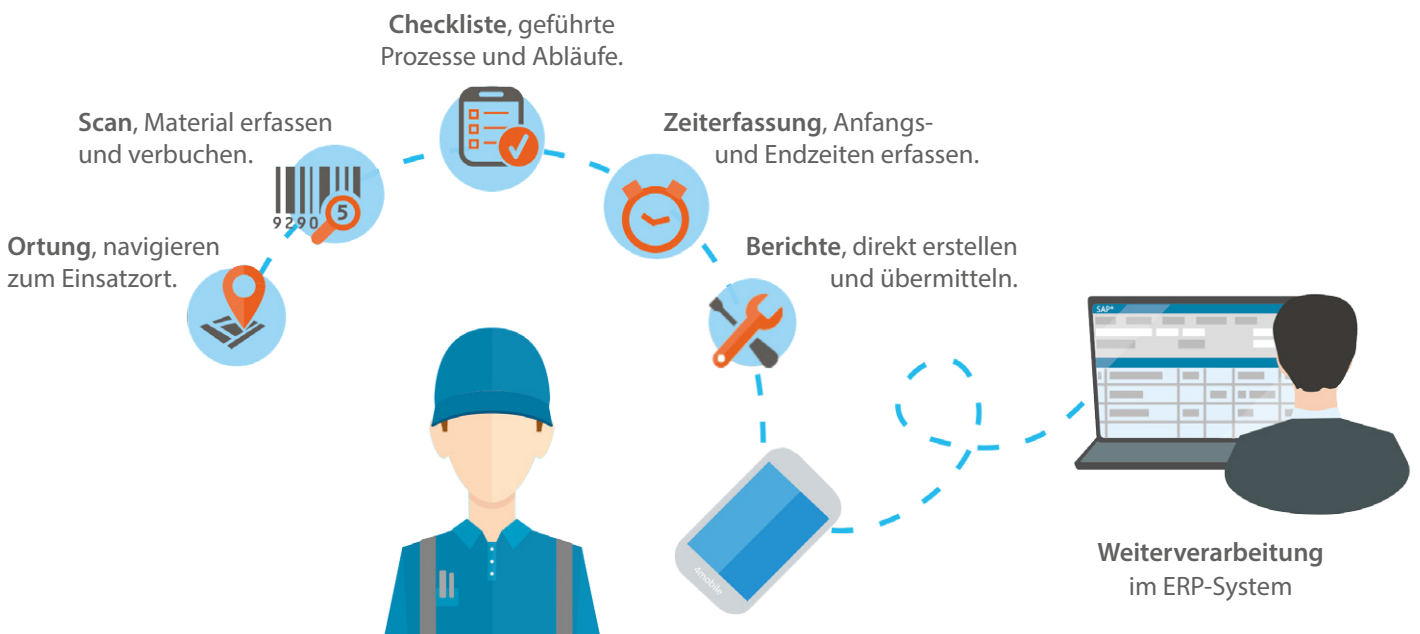 Checkliste, geführte
Prozesse und Abläufe.
Scan, Material erfassen
und verbuchen.
Zeiterfassung, Anfangs-
und Endzeiten erfassen.
9290
5
Ortung, navigieren
zum Einsatzort.
Berichte, direkt erstellen
und übermitteln.
SAP*
4mobile
Weiterverarbeitung
im ERP-System